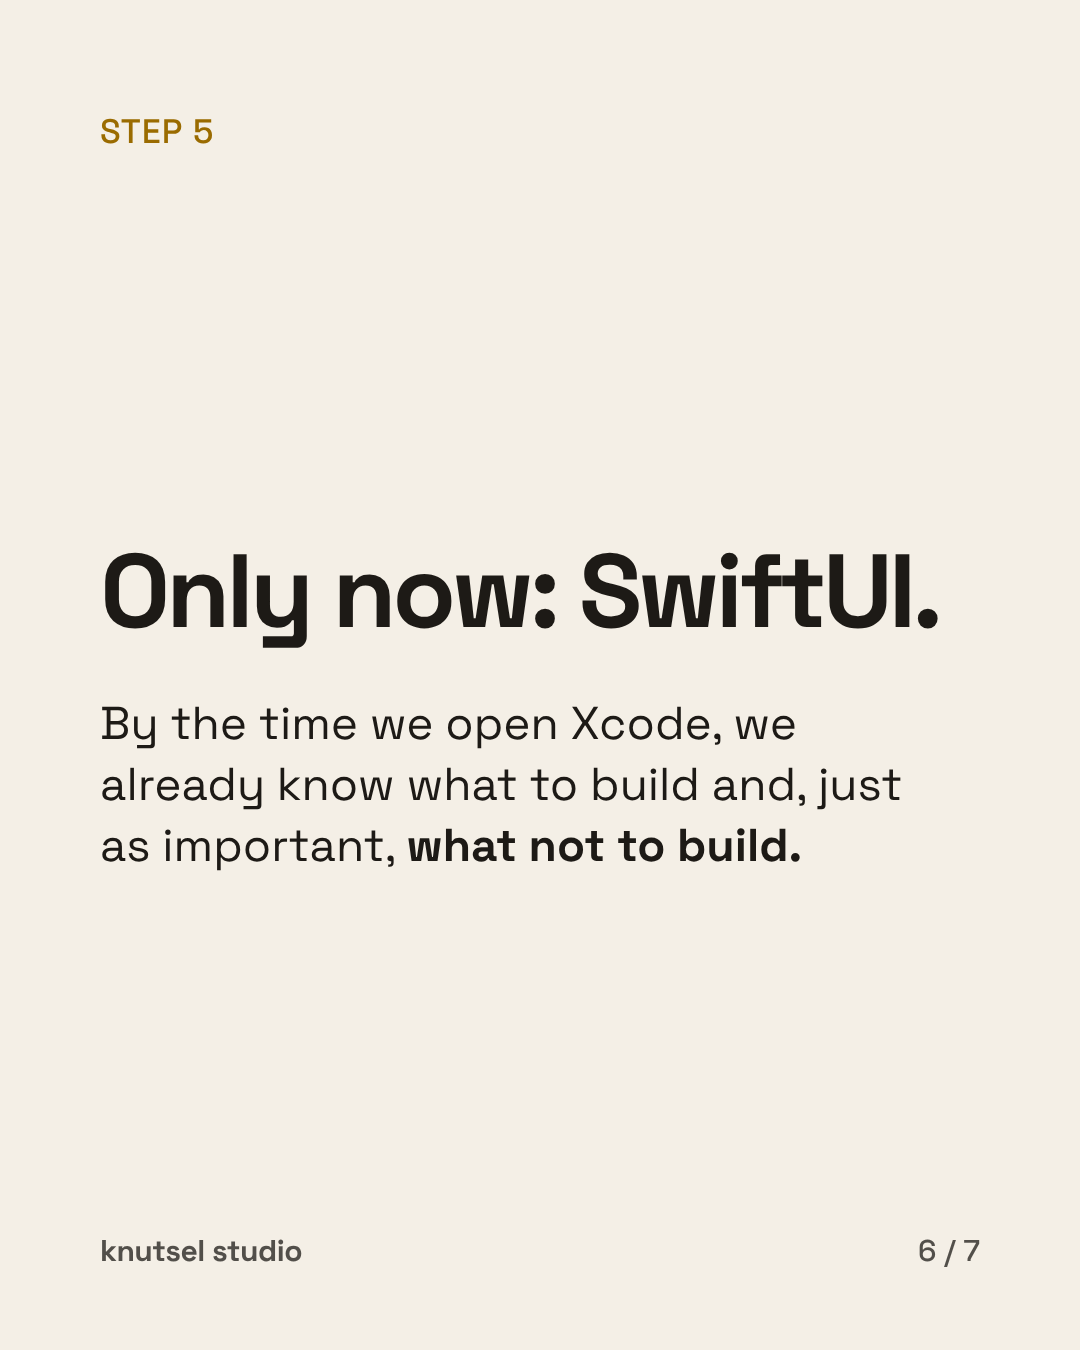 STEP 5
Only now: SwiftUI.
By the time we open Xcode, we
already know what to build and, just
as important, what not to build.
knutsel studio
6 / 7